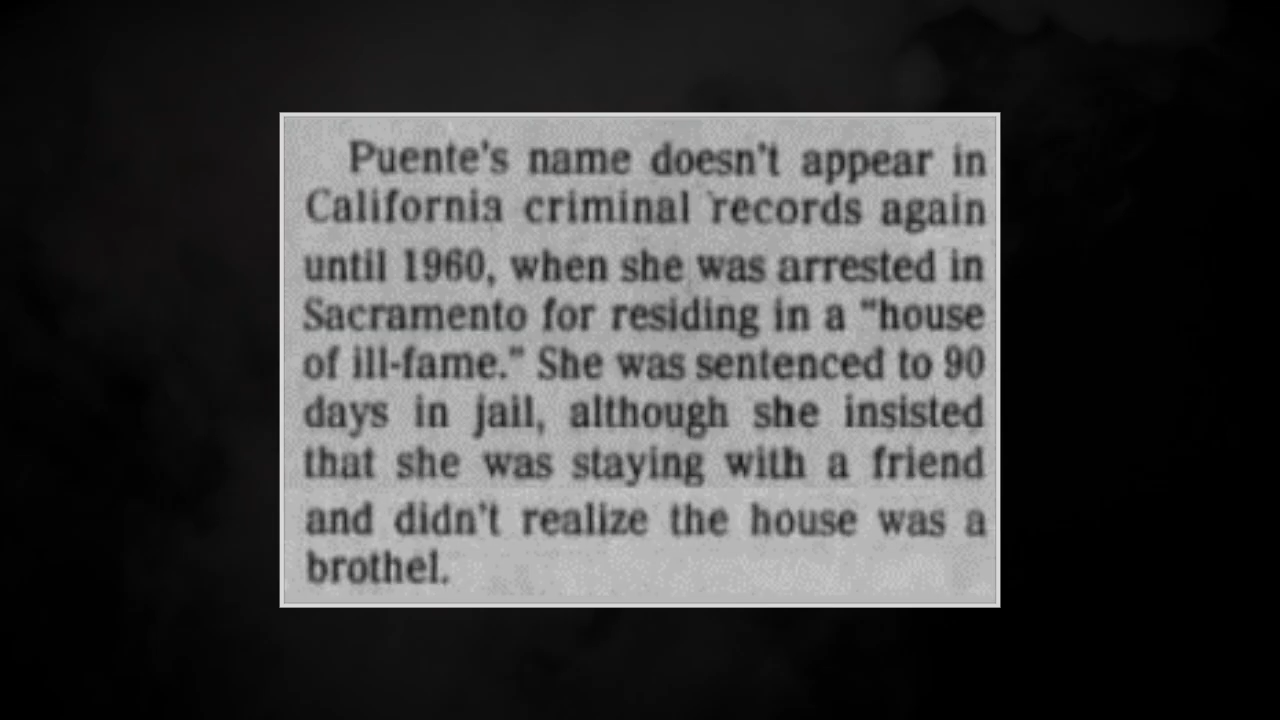 Puente's name doesn't appear in
California criminal records again
until 1960, when she was arrested in
Sacramento for residing in a "house
of ill-fame." She was sentenced to 90
days in jail, although she insisted
that she was staying with a friend
and didn't realize the house was a
brothel.